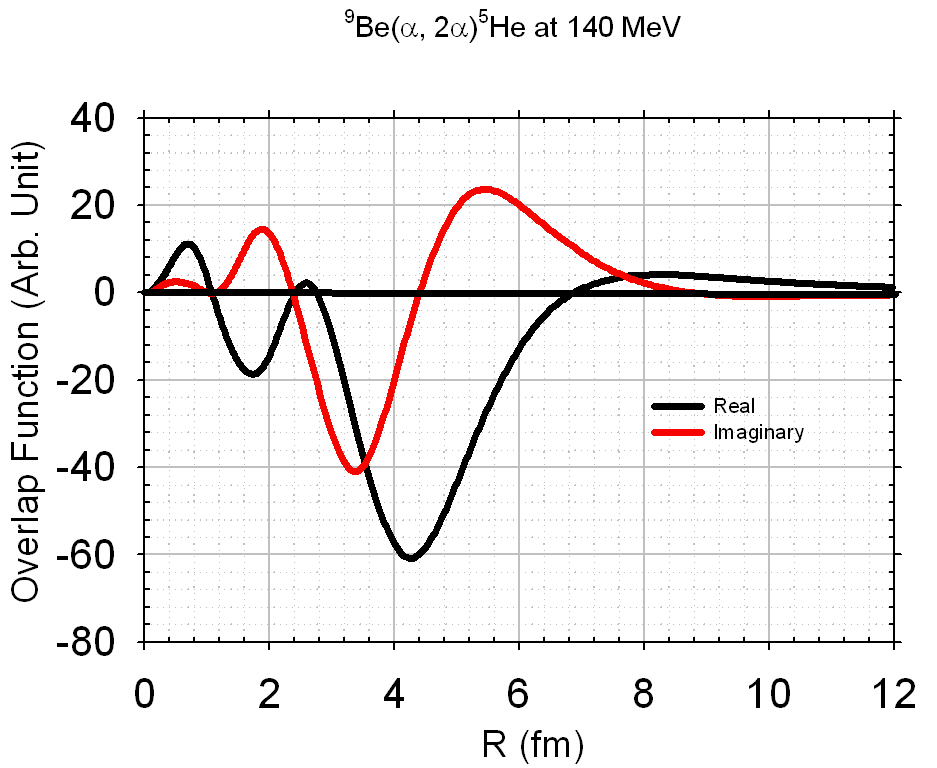 ⁹Be(α, 2α)⁵He at 140 MeV
Overlap Function (Arb. Unit)
40
20
0
-20
-40
-60
-80
Real
Imaginary
0 2 4 6 8 10 12
R (fm)